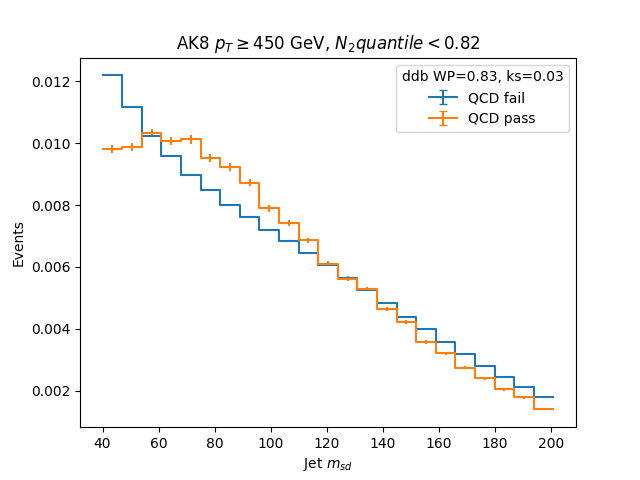 AK8 $p_T \geq 450$ GeV, $N_2quantile < 0.82$
ddb WP=0.83, ks=0.03
QCD fail
QCD pass
Events
0.012
0.010
0.008
0.006
0.004
0.002
40 60 80 100 120 140 160 180 200
Jet $m_{sd}$